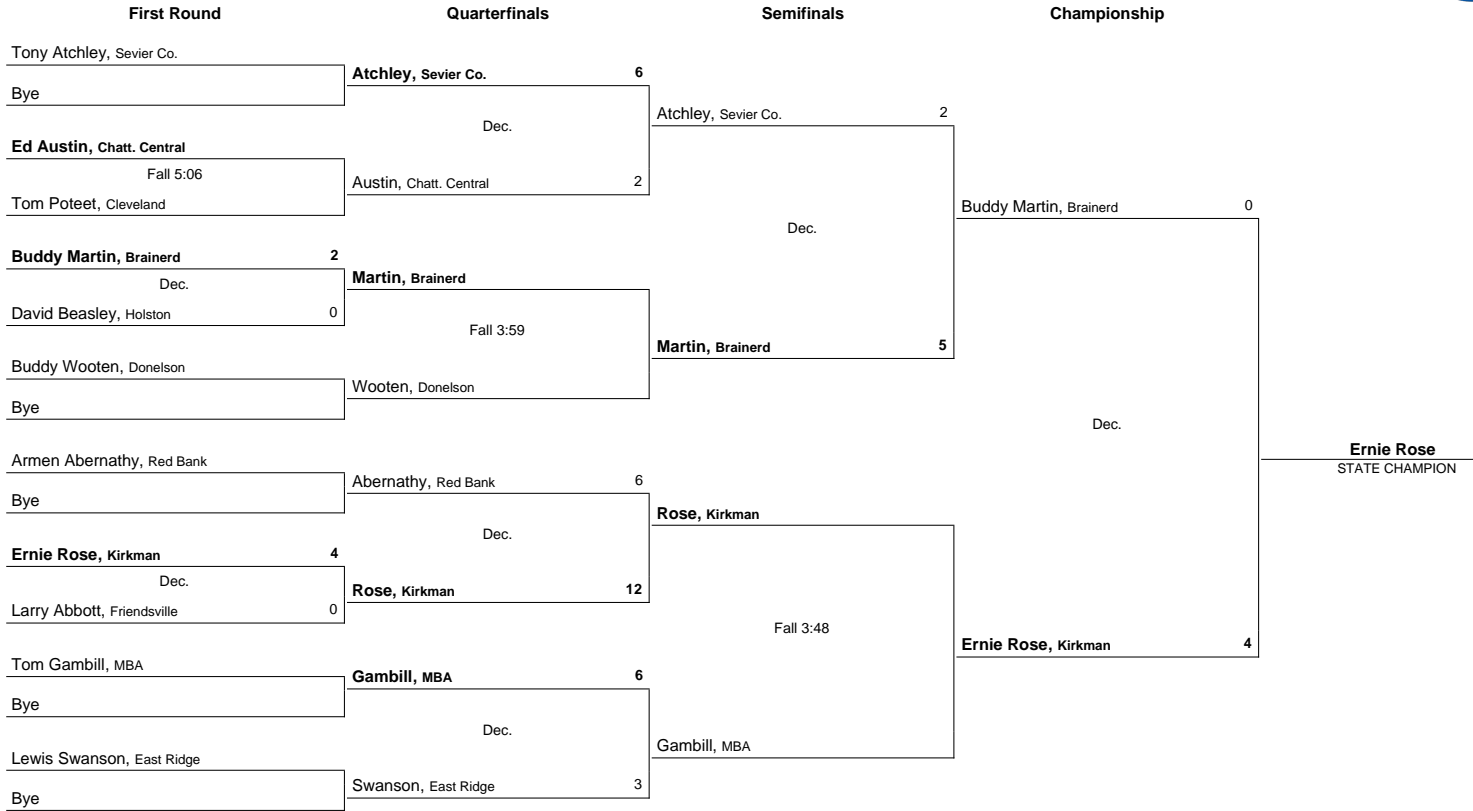 First Round
Quarterfinals
Semifinals
Championship
Tony Atchley, Sevier Co.
Bye
Ed Austin, Chatt. Central
Fall 5:06
Tom Poteet, Cleveland
Buddy Martin, Brainerd 2
Dec.
David Beasley, Holston 0
Buddy Wooten, Donelson
Bye
Armen Abernathy, Red Bank
Bye
Ernie Rose, Kirkman 4
Dec.
Larry Abbott, Friendsville 0
Tom Gambill, MBA
Bye
Lewis Swanson, East Ridge
Bye
Atchley, Sevier Co. 6
Dec.
Austin, Chatt. Central 2
Martin, Brainerd
Fall 3:59
Wooten, Donelson
Abernathy, Red Bank 6
Dec.
Rose, Kirkman 12
Gambill, MBA 6
Dec.
Swanson, East Ridge 3
Atchley, Sevier Co. 2
Dec.
Martin, Brainerd 5
Rose, Kirkman
Fall 3:48
Gambill, MBA
Buddy Martin, Brainerd 0
Dec.
Ernie Rose, Kirkman 4
Ernie Rose
STATE CHAMPION